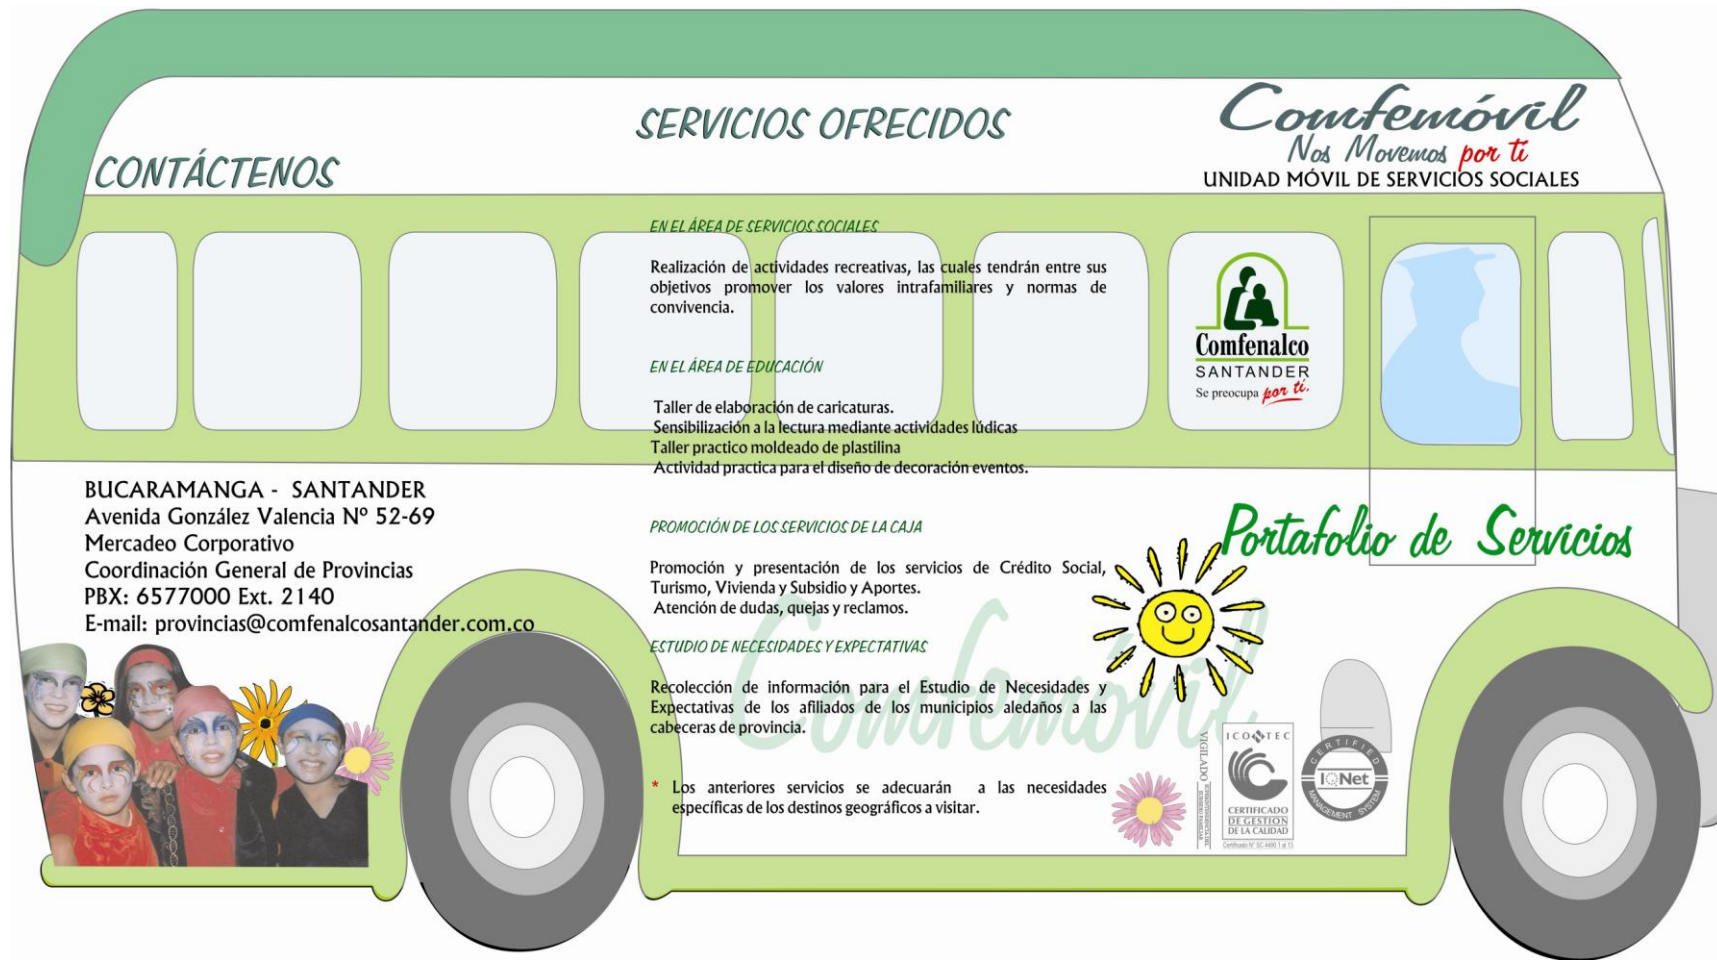 CONTÁCTENOS
BUCARAMANGA - SANTANDER
Avenida González Valencia Nº 52-69
Mercadeo Corporativo
Coordinación General de Provincias
PBX: 6577000 Ext. 2140
E-mail: provincias@comfenalcosantander.com.co
SERVICIOS OFRECIDOS
EN EL ÁREA DE SERVICIOS SOCIALES
Realización de actividades recreativas, las cuales tendrán entre sus
objetivos promover los valores intrafamiliares y normas de
convivencia.
EN EL ÁREA DE EDUCACIÓN
Taller de elaboración de caricaturas.
Sensibilización a la lectura mediante actividades lúdicas
Taller practico moldeado de plastilina
Actividad practica para el diseño de decoración eventos.
PROMOCIÓN DE LOS SERVICIOS DE LA CAJA
Promoción y presentación de los servicios de Crédito Social,
Turismo, Vivienda y Subsidio y Aportes.
Atención de dudas, quejas y reclamos.
ESTUDIO DE NECESIDADES Y EXPECTATIVAS
Recolección de información para el Estudio de Necesidades y
Expectativas de los afiliados de los municipios aledaños a las
cabeceras de provincia.
* Los anteriores servicios se adecuarán a las necesidades
específicas de los destinos geográficos a visitar.
Comfemóvil
Comfemóvil
Nos Movemos por ti
UNIDAD MÓVIL DE SERVICIOS SOCIALES
Comfenalco
SANTANDER
Se preocupa por tí.
Portafolio de Servicios
VIGILADO
ICONTEC
CERTIFICADO
DE GESTION
DE LA CALIDAD
CERTIFIED
IQNet
MANAGEMENT SYSTEM